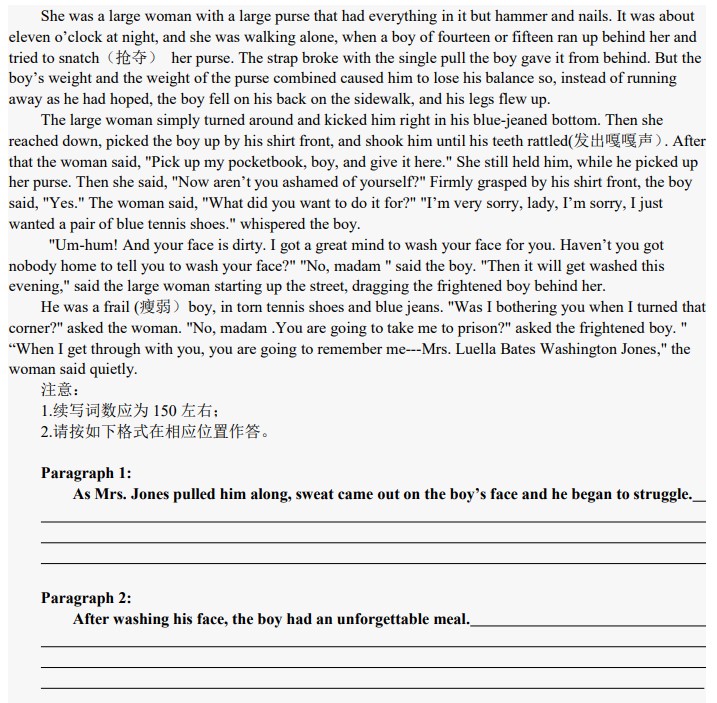 She was a large woman with a large purse that had everything in it but hammer and nails. It was about
eleven o’clock at night, and she was walking alone, when a boy of fourteen or fifteen ran up behind her and
tried to snatch（抢夺） her purse. The strap broke with the single pull the boy gave it from behind. But the
boy’s weight and the weight of the purse combined caused him to lose his balance so, instead of running
away as he had hoped, the boy fell on his back on the sidewalk, and his legs flew up.
The large woman simply turned around and kicked him right in his blue-jeaned bottom. Then she
reached down, picked the boy up by his shirt front, and shook him until his teeth rattled(发出嘎嘎声）. After
that the woman said, "Pick up my pocketbook, boy, and give it here." She still held him, while he picked up
her purse. Then she said, "Now aren’t you ashamed of yourself?" Firmly grasped by his shirt front, the boy
said, "Yes." The woman said, "What did you want to do it for?" "I’m very sorry, lady, I’m sorry, I just
wanted a pair of blue tennis shoes." whispered the boy.
"Um-hum! And your face is dirty. I got a great mind to wash your face for you. Haven’t you got
nobody home to tell you to wash your face?" "No, madam " said the boy. "Then it will get washed this
evening," said the large woman starting up the street, dragging the frightened boy behind her.
He was a frail (瘦弱）boy, in torn tennis shoes and blue jeans. "Was I bothering you when I turned that
corner?" asked the woman. "No, madam .You are going to take me to prison?" asked the frightened boy. "
“When I get through with you, you are going to remember me---Mrs. Luella Bates Washington Jones," the
woman said quietly.
注意：
1.续写词数应为 150 左右；
2.请按如下格式在相应位置作答。
Paragraph 1:
As Mrs. Jones pulled him along, sweat came out on the boy’s face and he began to struggle.
Paragraph 2:
After washing his face, the boy had an unforgettable meal.